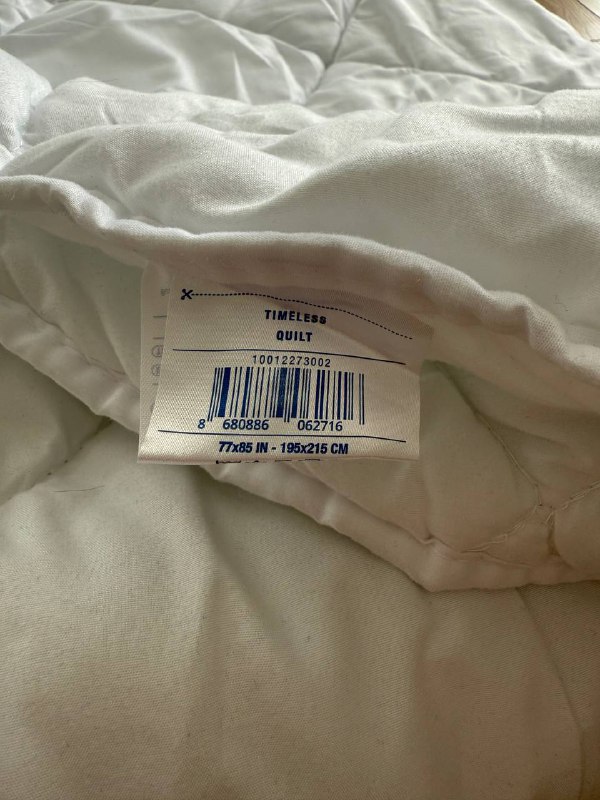 TIMELESS
QUILT
10012273002
8 680886 062716
77x85 IN - 195x215 CM